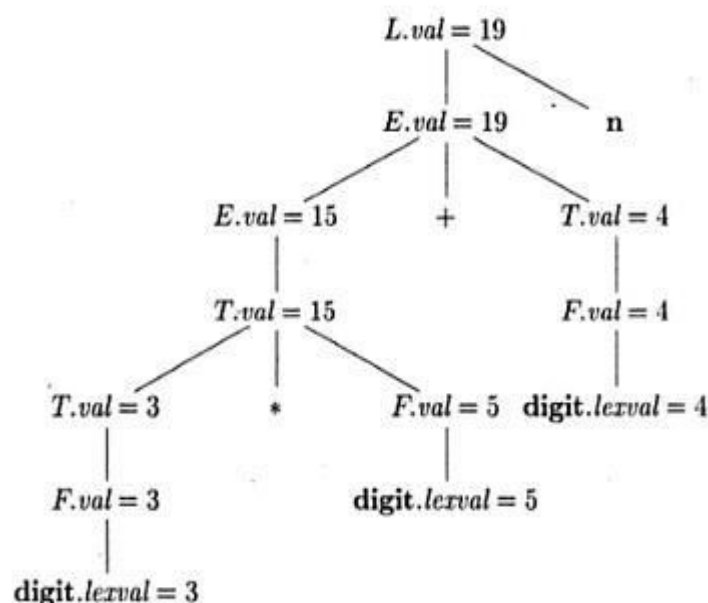 L.val = 19
E.val = 19 n
E.val = 15 + T.val = 4
T.val = 15 F.val = 4
T.val = 3 * F.val = 5 digit.lexval = 4
F.val = 3 digit.lexval = 5
digit.lexval = 3